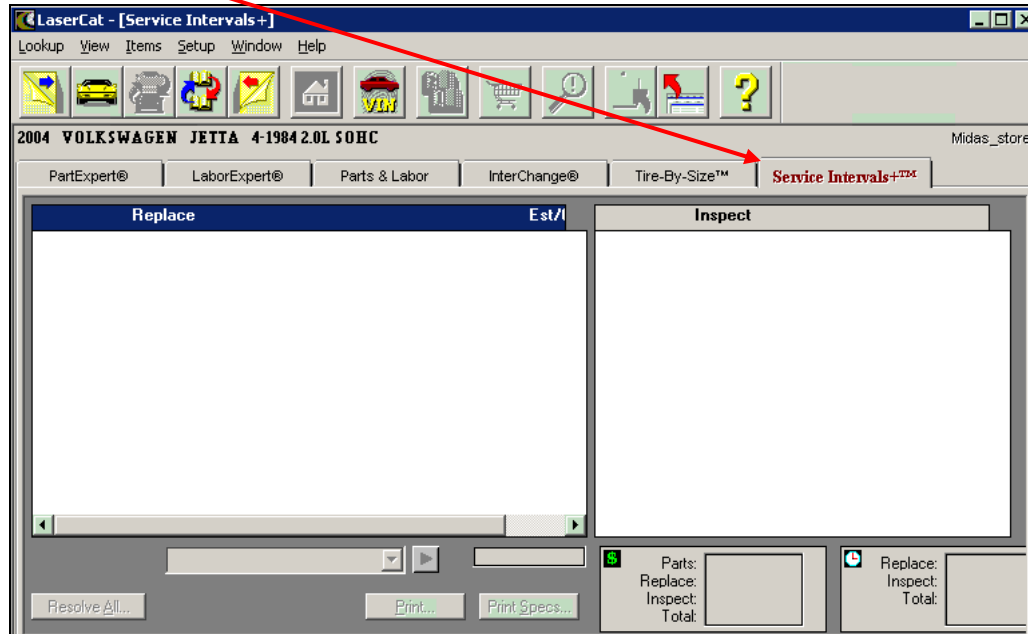 LaserCat - [Service Intervals+]
Lookup View Items Setup Window Help
VIN
2004 VOLKSWAGEN JETTA 4-1984 2.0L SOHC
Midas_store
PartExpert® LaborExpert® Parts & Labor InterChange® Tire-By-Size™ Service Intervals+™
Replace Est/
Inspect
$ Parts:
Replace:
Inspect:
Total:
Replace:
Inspect:
Total:
Resolve All... Print... Print Specs...